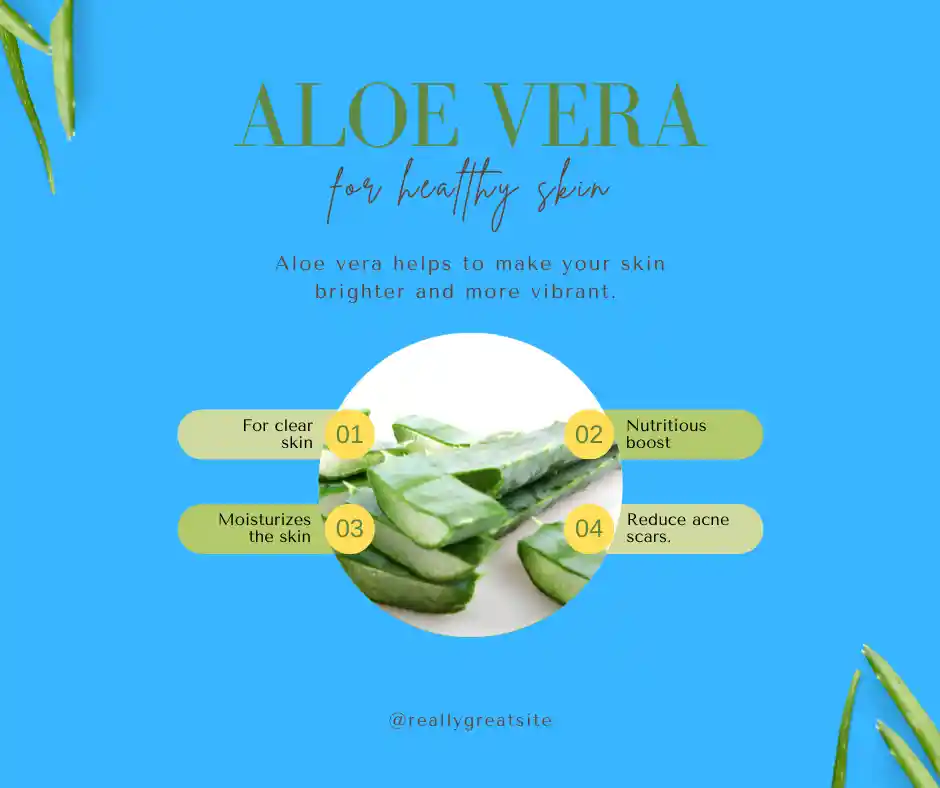 ALOE VERA
for healthy skin
Aloe vera helps to make your skin
brighter and more vibrant.
For clear
skin
01
02
Nutritious
boost
Moisturizes
the skin
03
04
Reduce acne
scars.
@reallygreatsite